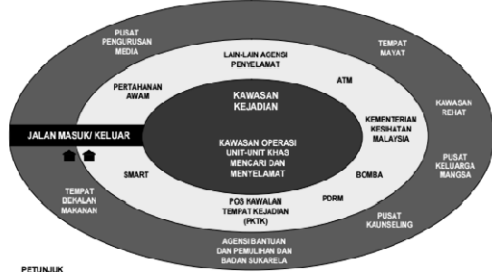 PUSAT
PENGURUSAN
MEDIA
TEMPAT
MAYAT
LAIN-LAIN AGENSI
PENYELAMAT
ATM
PERTAHANAN
AWAM
KAWASAN
KEJADIAN
KAWASAN
REHAT
KEMENTERIAN
KESIHATAN
MALAYSIA
JALAN MASUK/ KELUAR
KAWASAN OPERASI
UNIT-UNIT KHAS
MENCARI DAN
MENYELAMAT
PUSAT
KELUARGA
MANGSA
SMART
BOMBA
TEMPAT
BEKALAN
MAKANAN
POS KAWALAN
TEMPAT KEJADIAN
(PKTK)
PDRM
PUSAT
KAUNSELING
AGENSI BANTUAN
DAN PEMULIHAN DAN
BADAN SUKARELA
PETUNJUK